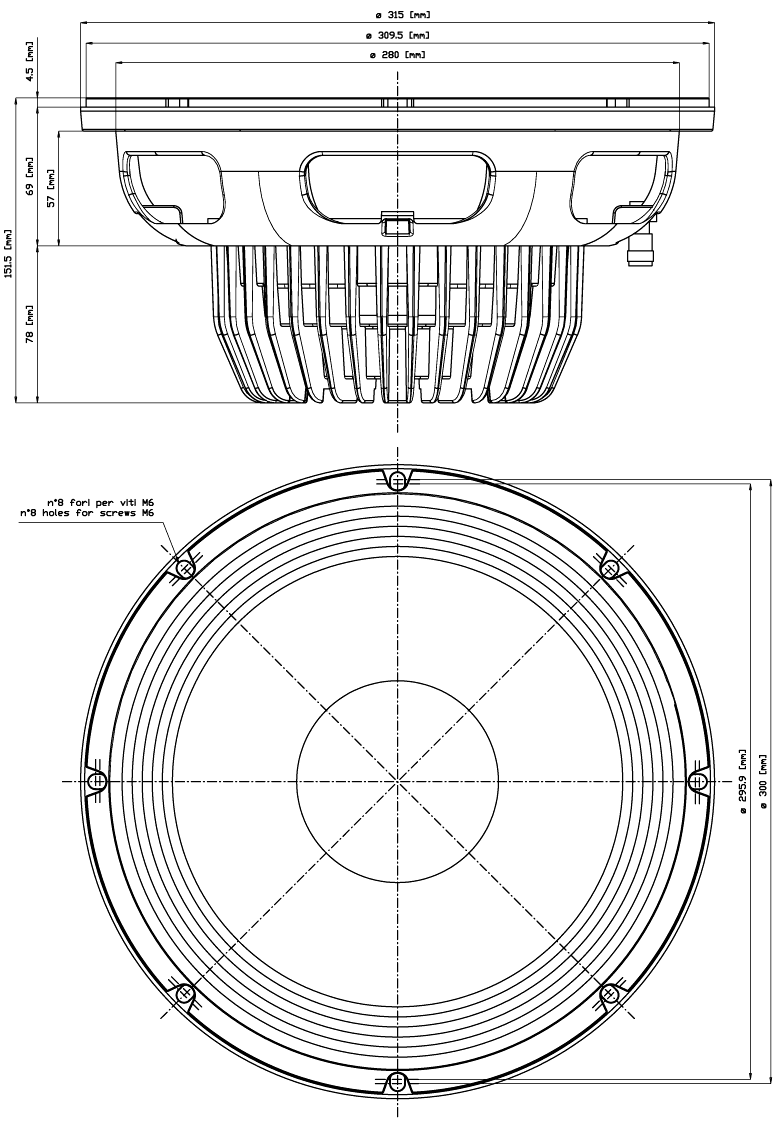 ø 315 [mm]
ø 309.5 [mm]
ø 280 [mm]
4.5 [mm]
69 [mm]
57 [mm]
151.5 [mm]
78 [mm]
n°8 fori per viti M6
n°8 holes for screws M6
ø 295.9 [mm]
ø 300 [mm]